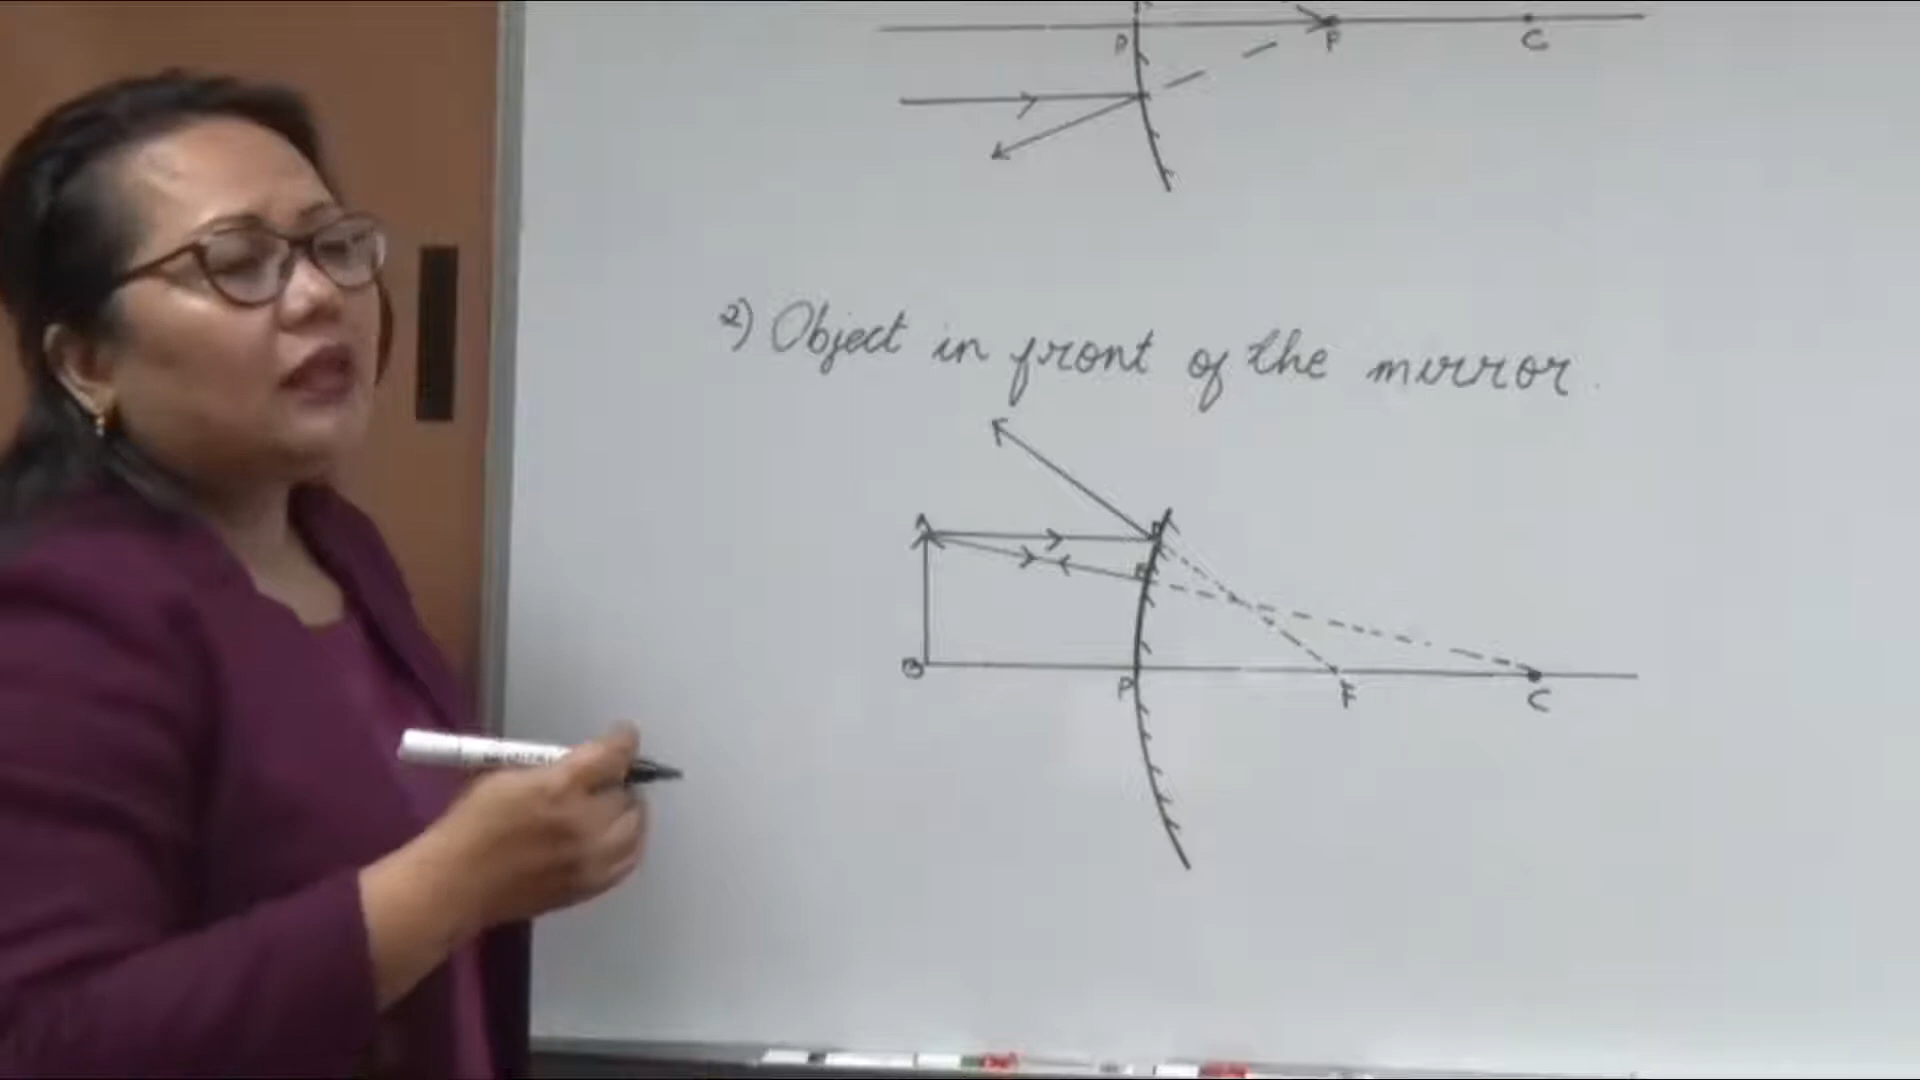 P F C
2) Object in front of the mirror.
A D
E
B P F C